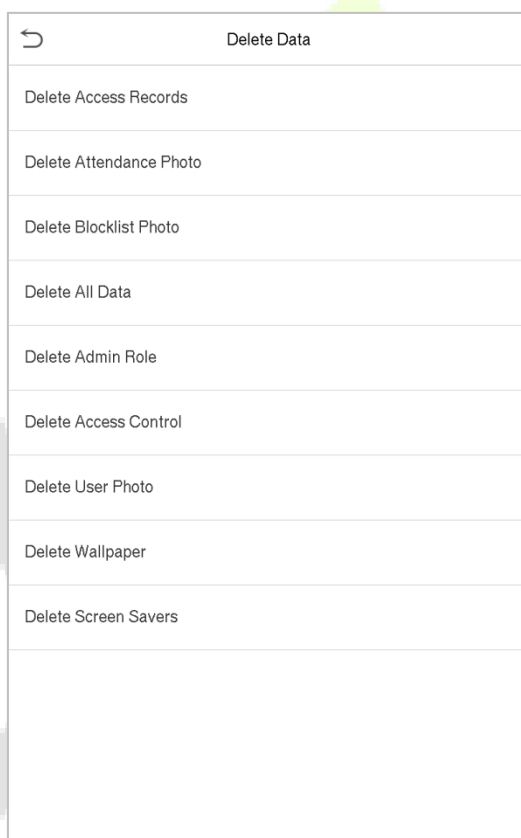 Delete Data
Delete Access Records
Delete Attendance Photo
Delete Blocklist Photo
Delete All Data
Delete Admin Role
Delete Access Control
Delete User Photo
Delete Wallpaper
Delete Screen Savers